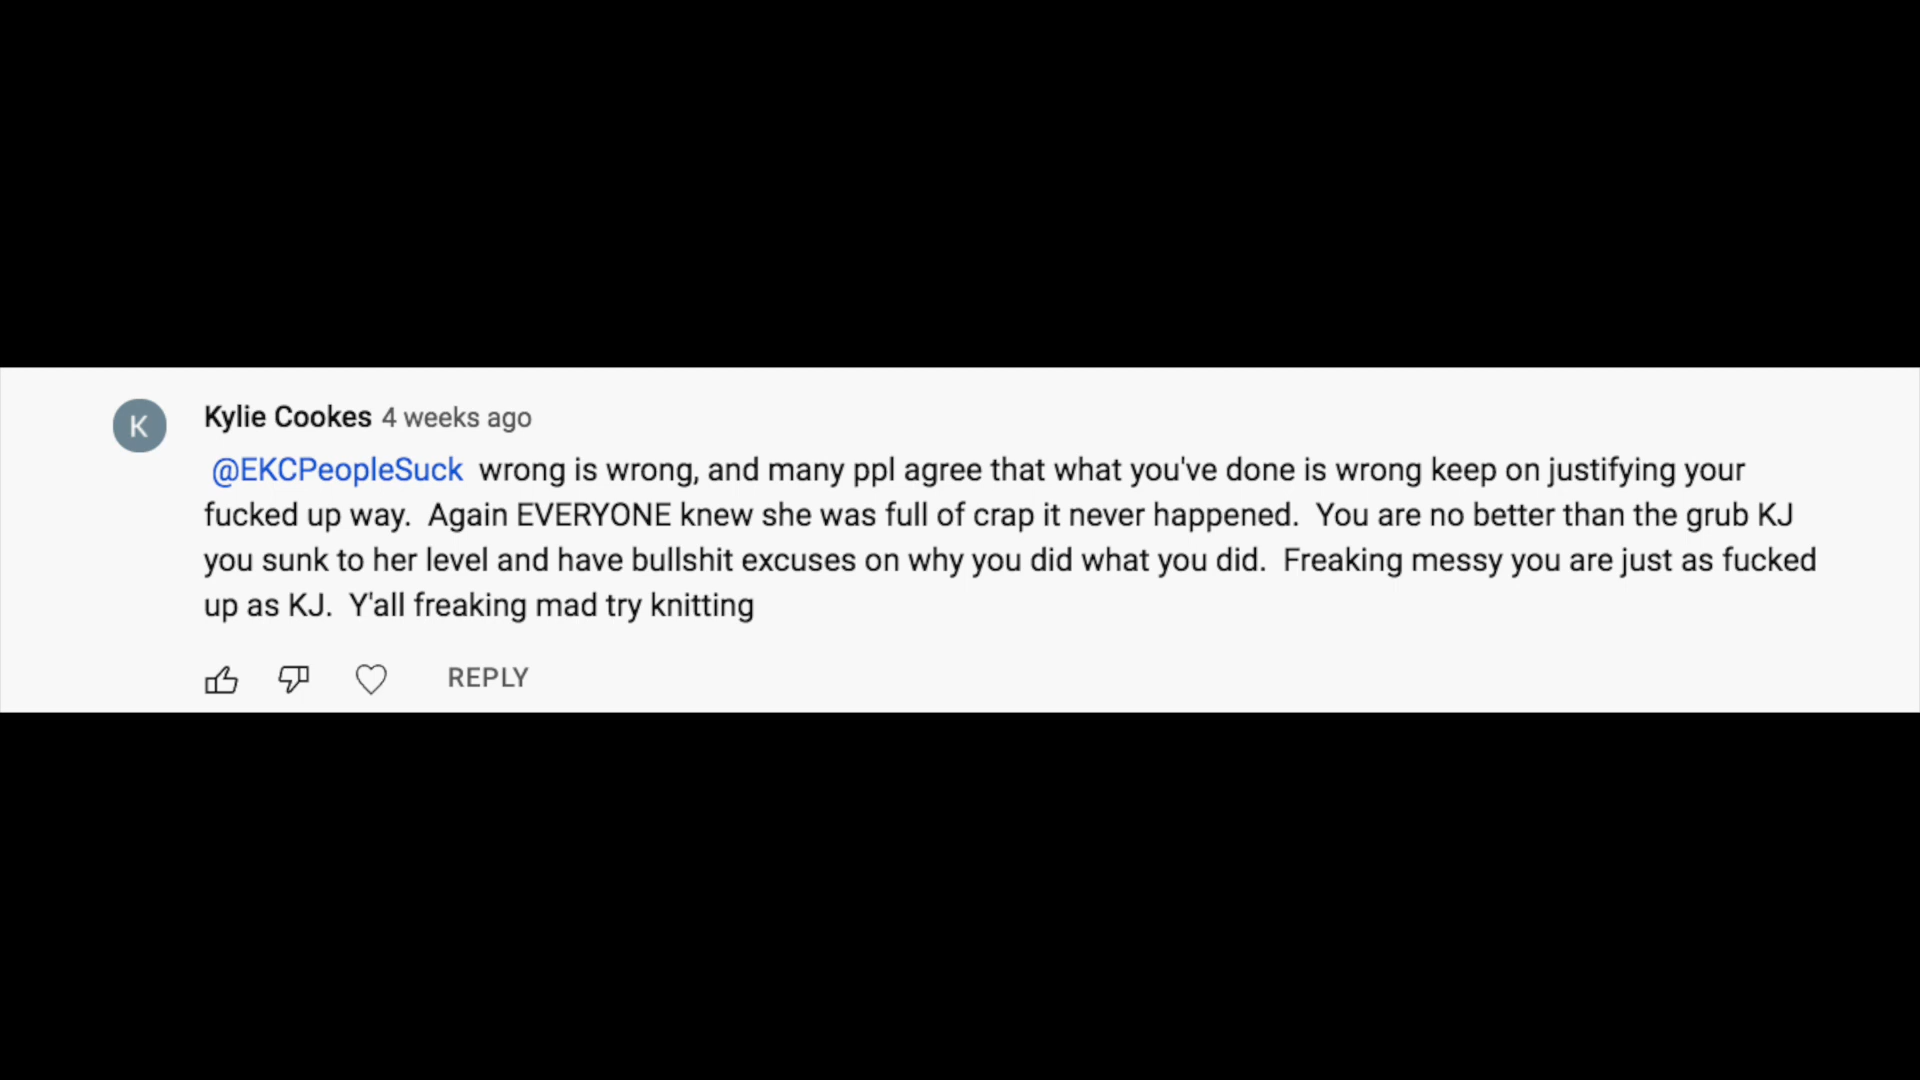 K
Kylie Cookes 4 weeks ago
@EKCPeopleSuck wrong is wrong, and many ppl agree that what you've done is wrong keep on justifying your
fucked up way. Again EVERYONE knew she was full of crap it never happened. You are no better than the grub KJ
you sunk to her level and have bullshit excuses on why you did what you did. Freaking messy you are just as fucked
up as KJ. Y'all freaking mad try knitting
REPLY